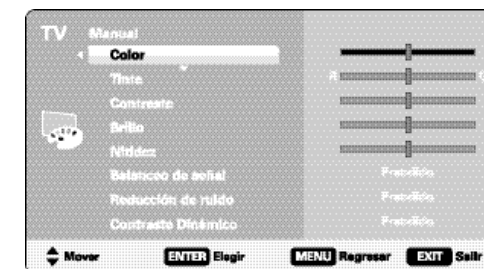 TV Manual
Color
Tinte
Contraste
Brillo
Nitidez
Balanceo de señal
Reducción de ruido
Contraste Dinámico
Mover ENTER Elegir MENU Regresar EXIT Salir